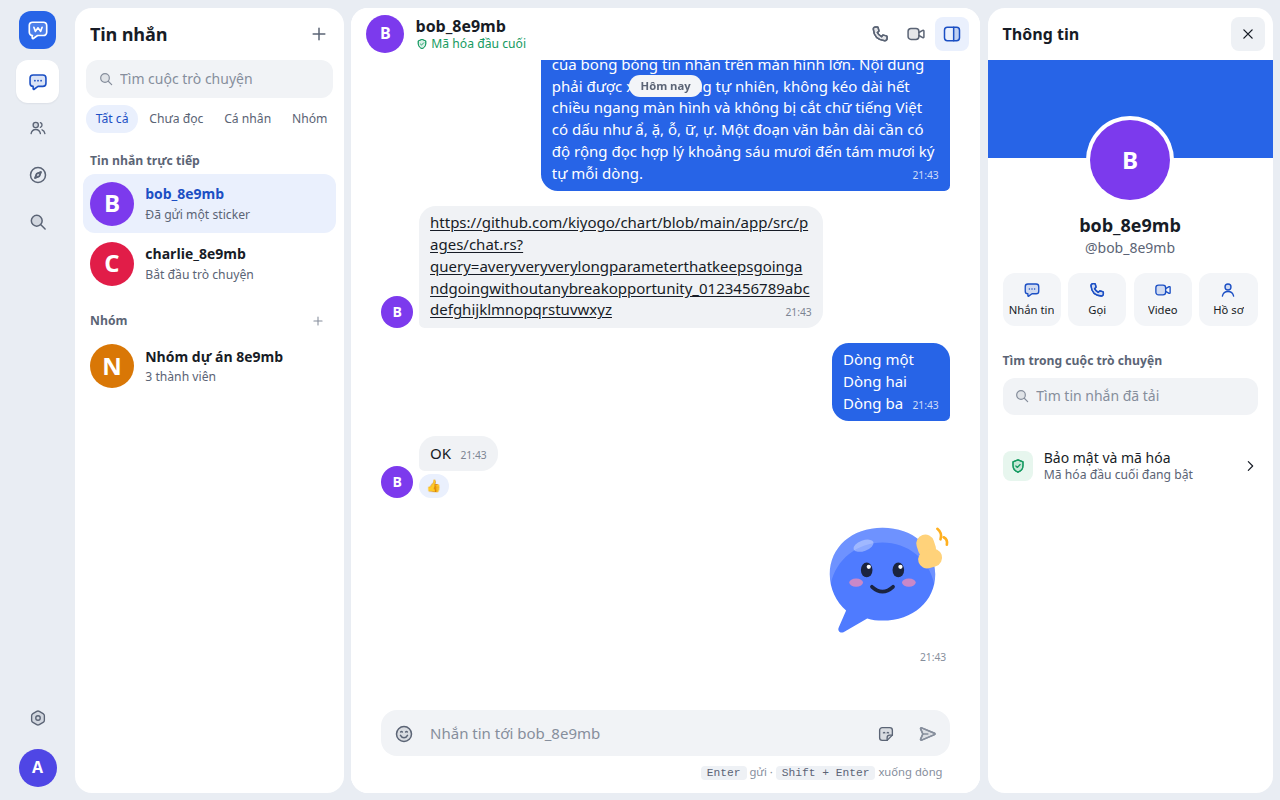 Tin nhắn
Tìm cuộc trò chuyện
Tất cả Chưa đọc Cá nhân Nhóm
Tin nhắn trực tiếp
B
bob_8e9mb
Đã gửi một sticker
C
charlie_8e9mb
Bắt đầu trò chuyện
Nhóm
N
Nhóm dự án 8e9mb
3 thành viên
A
B
bob_8e9mb
Mã hóa đầu cuối
của bong bóng tin nhắn trên màn hình lớn. Nội dung
phải được
Hôm nay
g tự nhiên, không kéo dài hết
chiều ngang màn hình và không bị cắt chữ tiếng Việt
có dấu như ấ, ặ, ỗ, ữ, ự. Một đoạn văn bản dài cần có
độ rộng đọc hợp lý khoảng sáu mươi đến tám mươi ký
tự mỗi dòng. 21:43
https://github.com/kiyogo/chart/blob/main/app/src/p
ages/chat.rs?
query=averyveryverylongparameterthatkeepsgoinga
ndgoingwithoutanybreakopportunity_0123456789abc
defghijklmnopqrstuvwxyz 21:43
B
Dòng một
Dòng hai
Dòng ba 21:43
OK 21:43
B
21:43
Nhắn tin tới bob_8e9mb
Enter gửi · Shift + Enter xuống dòng
Thông tin
B
bob_8e9mb
@bob_8e9mb
Nhắn tin Gọi Video Hồ sơ
Tìm trong cuộc trò chuyện
Tìm tin nhắn đã tải
Bảo mật và mã hóa
Mã hóa đầu cuối đang bật